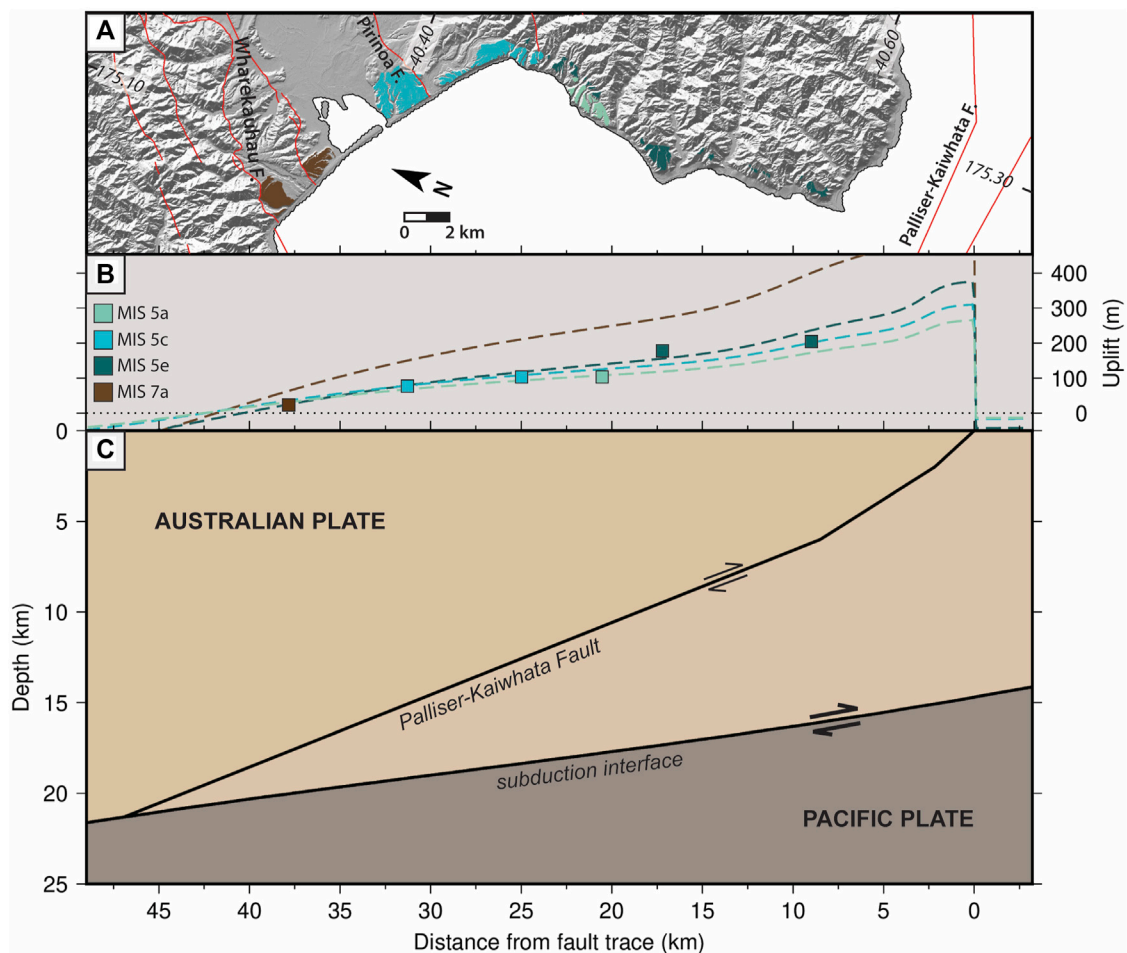 A
175.10
Wharekauhau F.
Pirinoa F.
40.40
40.60
Palliser-Kaiwhata F.
175.30
N
0 2 km
B
MIS 5a
MIS 5c
MIS 5e
MIS 7a
400
300
200
100
0
Uplift (m)
C
AUSTRALIAN PLATE
Palliser-Kaiwhata Fault
subduction interface
PACIFIC PLATE
0
5
10
15
20
25
Depth (km)
45 40 35 30 25 20 15 10 5 0
Distance from fault trace (km)